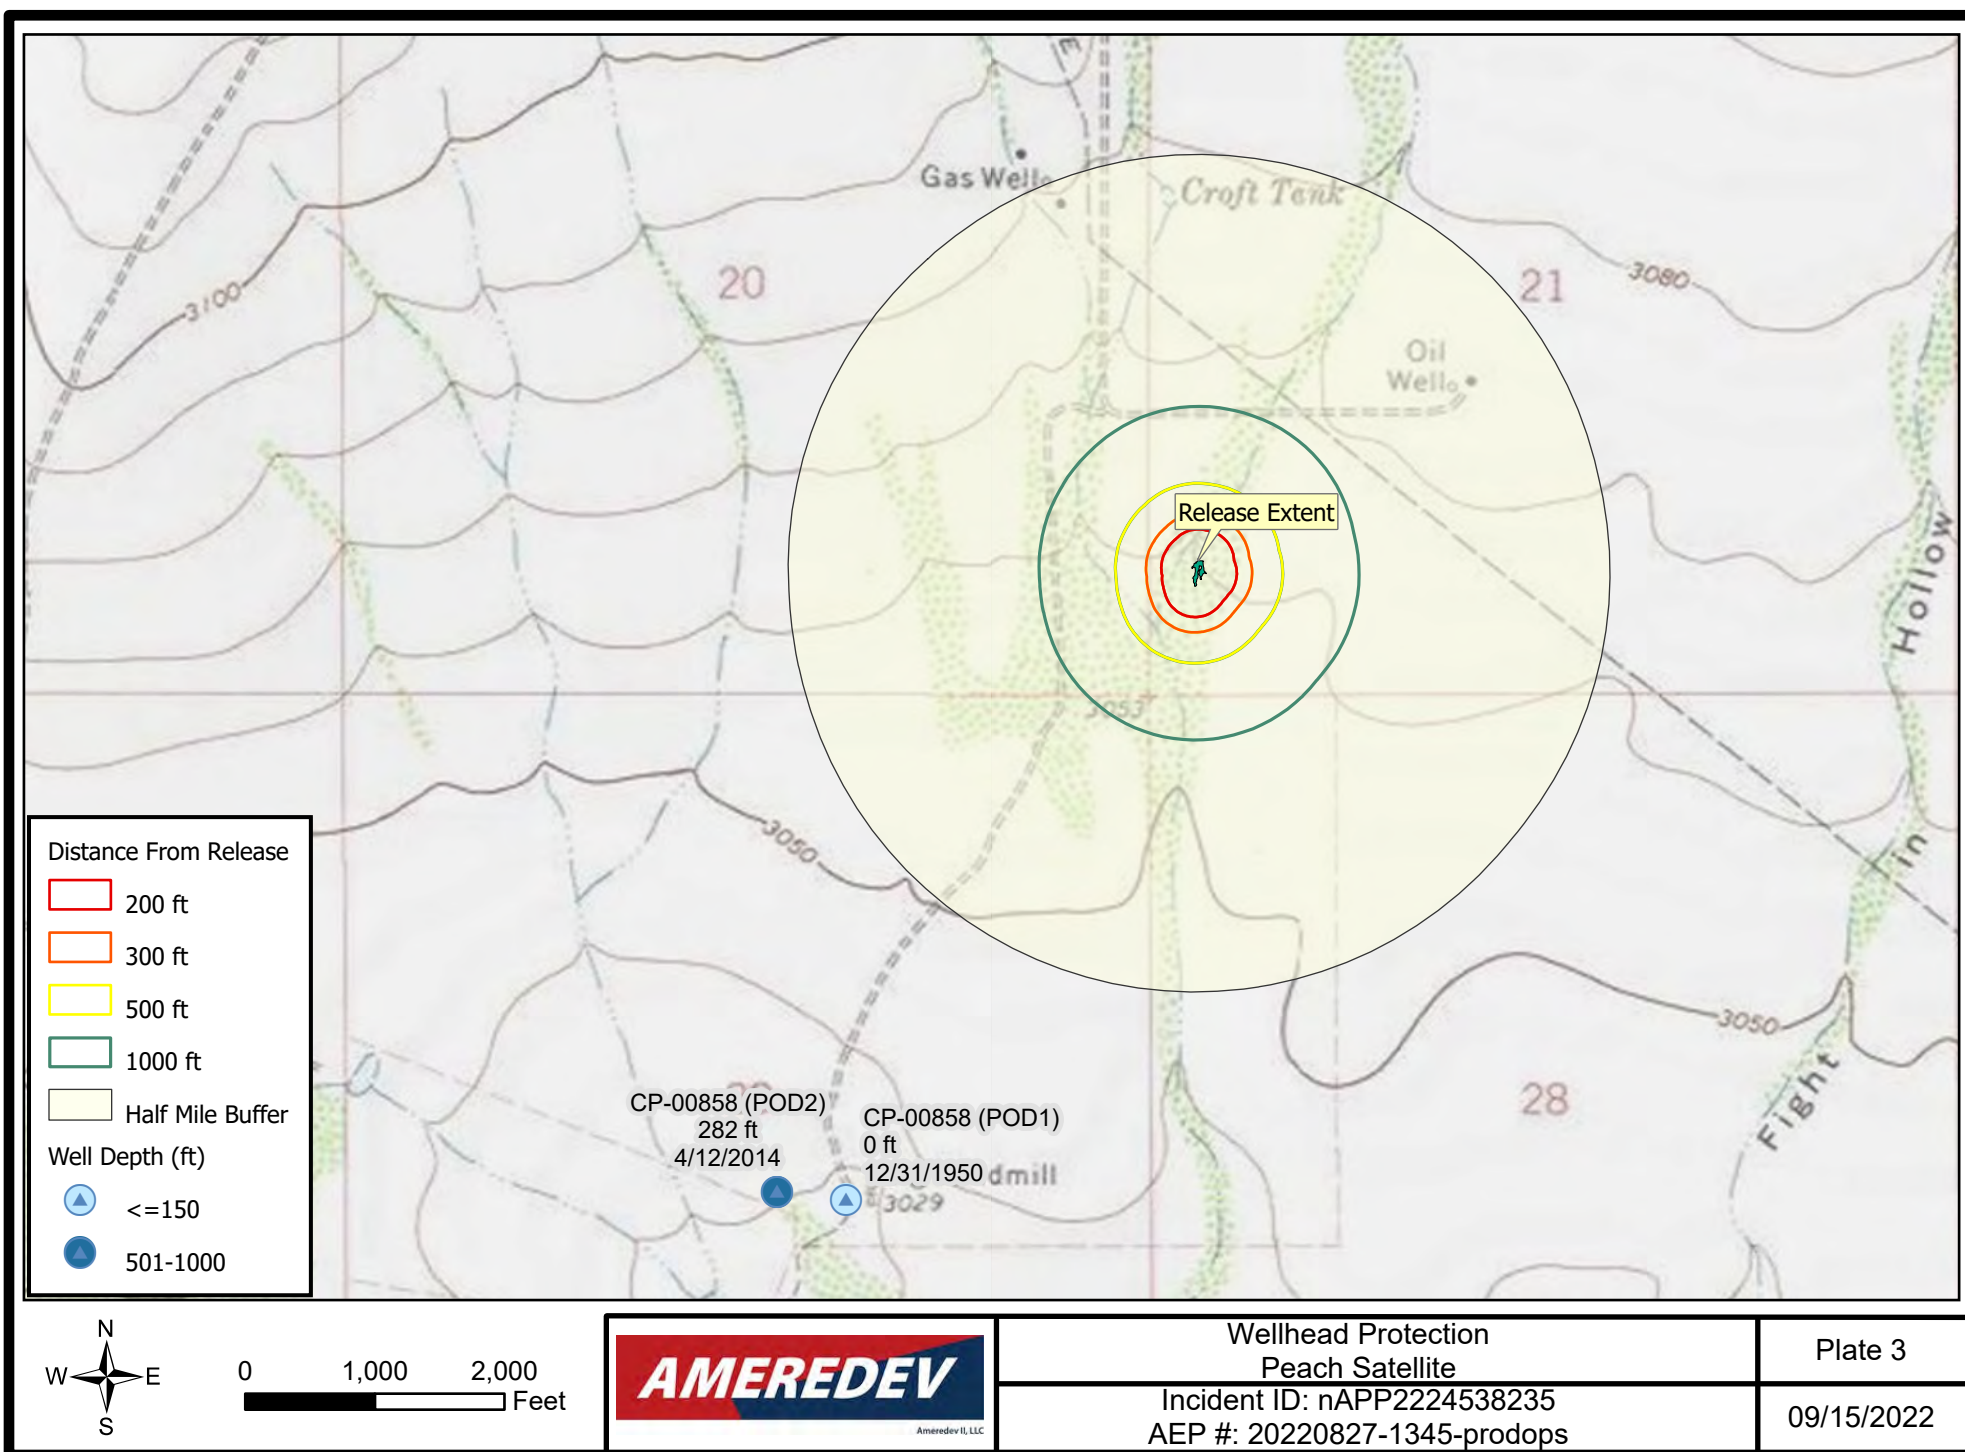 E
Gas Well
Croft Tank
20
21
3100
3080
Oil
Well
Release Extent
Hollow
3053
3050
in
3050
Fight
28
CP-00858 (POD2)
282 ft
4/12/2014
CP-00858 (POD1)
0 ft
12/31/1950
dmill
3029
Distance From Release
200 ft
300 ft
500 ft
1000 ft
Half Mile Buffer
Well Depth (ft)
<=150
501-1000
N
W E
S
0 1,000 2,000
Feet
AMEREDEV
Ameredev II, LLC
Wellhead Protection
Peach Satellite
Incident ID: nAPP2224538235
AEP #: 20220827-1345-prodops
Plate 3
09/15/2022